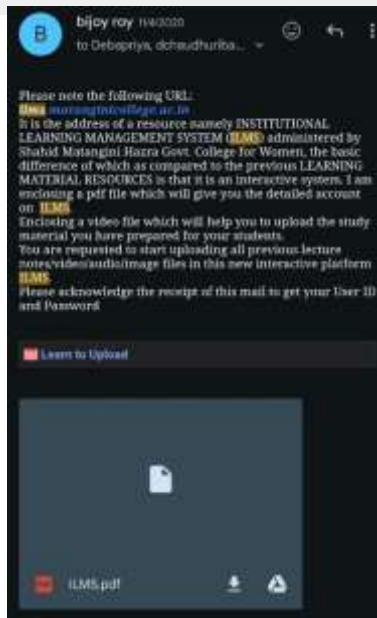 B
bijoy roy 11/4/2020
to Debapriya, dchaudhuriba...
Please note the following URL:
ilms.matanginicollege.ac.in
It is the address of a resource namely INSTITUTIONAL
LEARNING MANAGEMENT SYSTEM (ILMS) administered by
Shahid Matangini Hazra Govt. College for Women, the basic
difference of which as compared to the previous LEARNING
MATERIAL RESOURCES is that it is an interactive system. I am
enclosing a pdf file which will give you the detailed account
on ILMS
Enclosing a video file which will help you to upload the study
material you have prepared for your students.
You are requested to start uploading all previous lecture
notes/video/audio/image files in this new interactive platform
ILMS.
Please acknowledge the receipt of this mail to get your User ID
and Password
Learn to Upload
ILMS.pdf